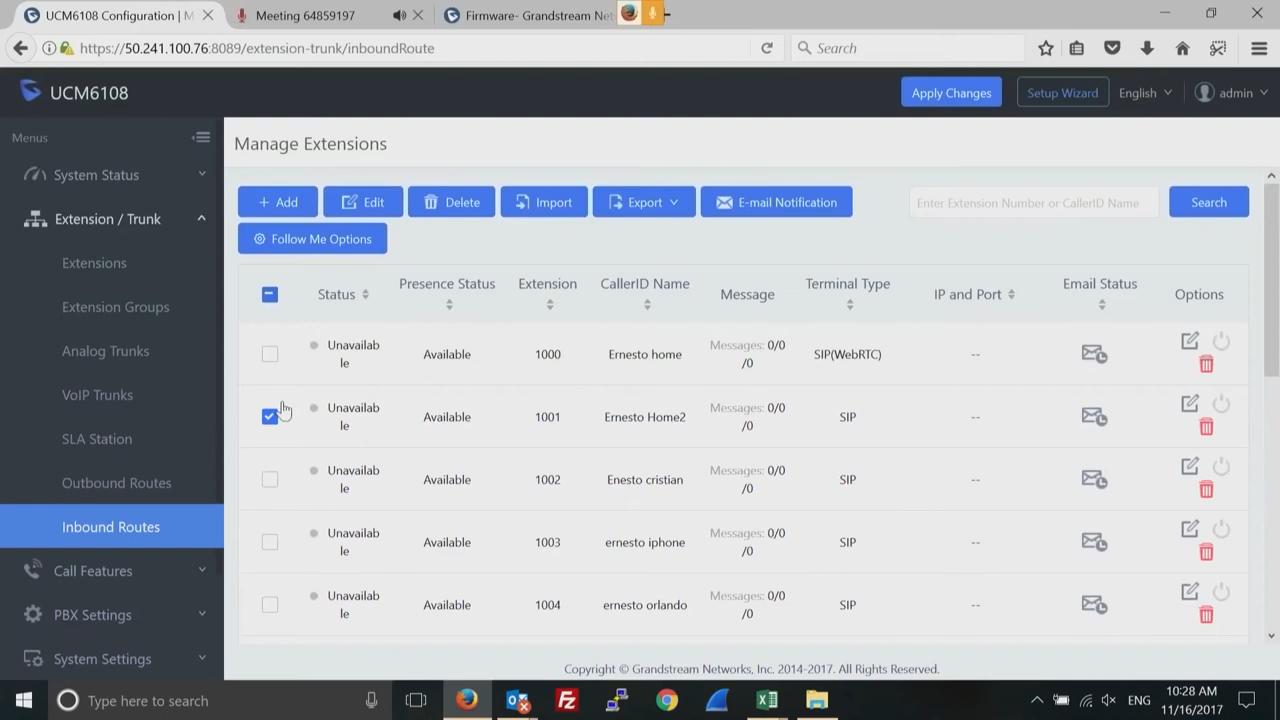 UCM6108 Configuration | M
Meeting 64859197
Firmware- Grandstream Net
https://50.241.100.76:8089/extension-trunk/inboundRoute
Search
UCM6108
Apply Changes
Setup Wizard
English
admin
Menus
System Status
Extension / Trunk
Extensions
Extension Groups
Analog Trunks
VoIP Trunks
SLA Station
Outbound Routes
Inbound Routes
Call Features
PBX Settings
System Settings
Manage Extensions
+ Add
Edit
Delete
Import
Export
E-mail Notification
Enter Extension Number or CallerID Name
Search
Follow Me Options
Status
Presence Status
Extension
CallerID Name
Message
Terminal Type
IP and Port
Email Status
Options
Unavailab
le
Available
1000
Ernesto home
Messages: 0/0
/0
SIP(WebRTC)
--
Unavailab
le
Available
1001
Ernesto Home2
Messages: 0/0
/0
SIP
--
Unavailab
le
Available
1002
Enesto cristian
Messages: 0/0
/0
SIP
--
Unavailab
le
Available
1003
ernesto iphone
Messages: 0/0
/0
SIP
--
Unavailab
le
Available
1004
ernesto orlando
Messages: 0/0
/0
SIP
--
Copyright © Grandstream Networks, Inc. 2014-2017. All Rights Reserved.
Type here to search
ENG
10:28 AM
11/16/2017